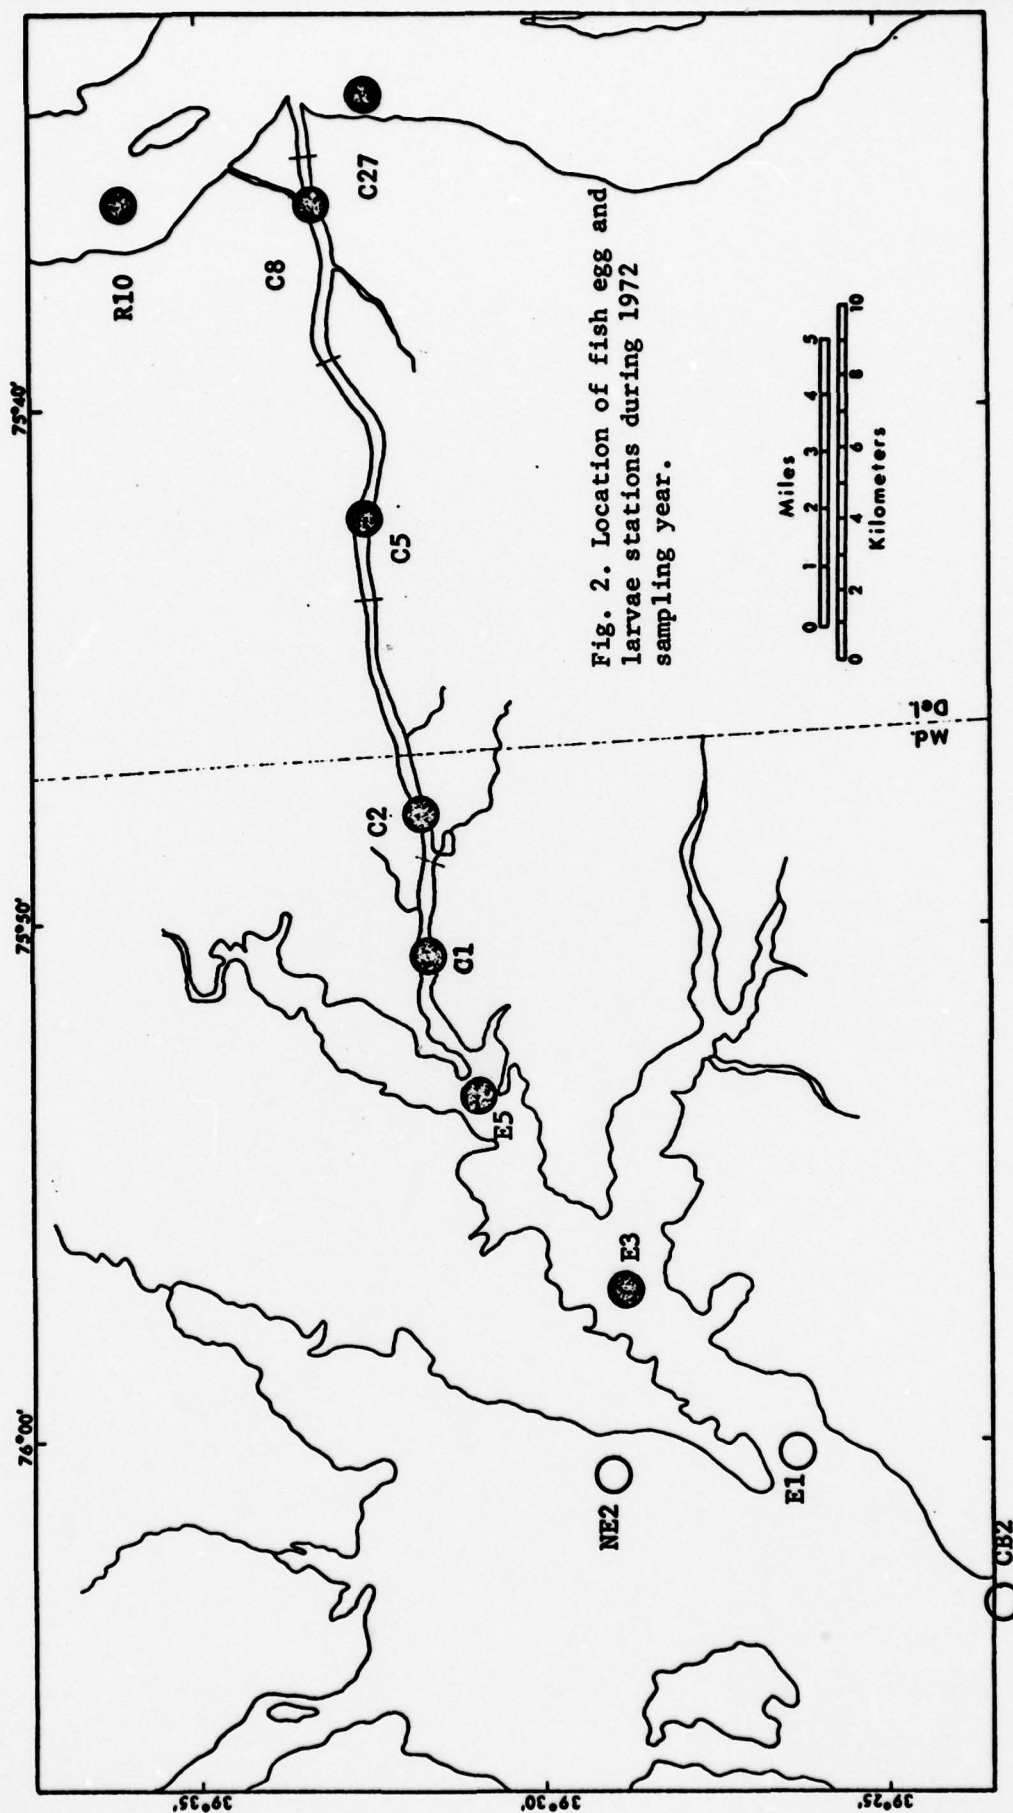 76°00'
75°50'
75°40'
39°35'
39°30'
39°25'
R10
C8
C27
C5
C2
C1
E5
E3
NE2
E1
CB2
Md.
Del.
Fig. 2. Location of fish egg and
larvae stations during 1972
sampling year.
Miles
0 1 2 3 4 5
0 2 4 6 8 10
Kilometers